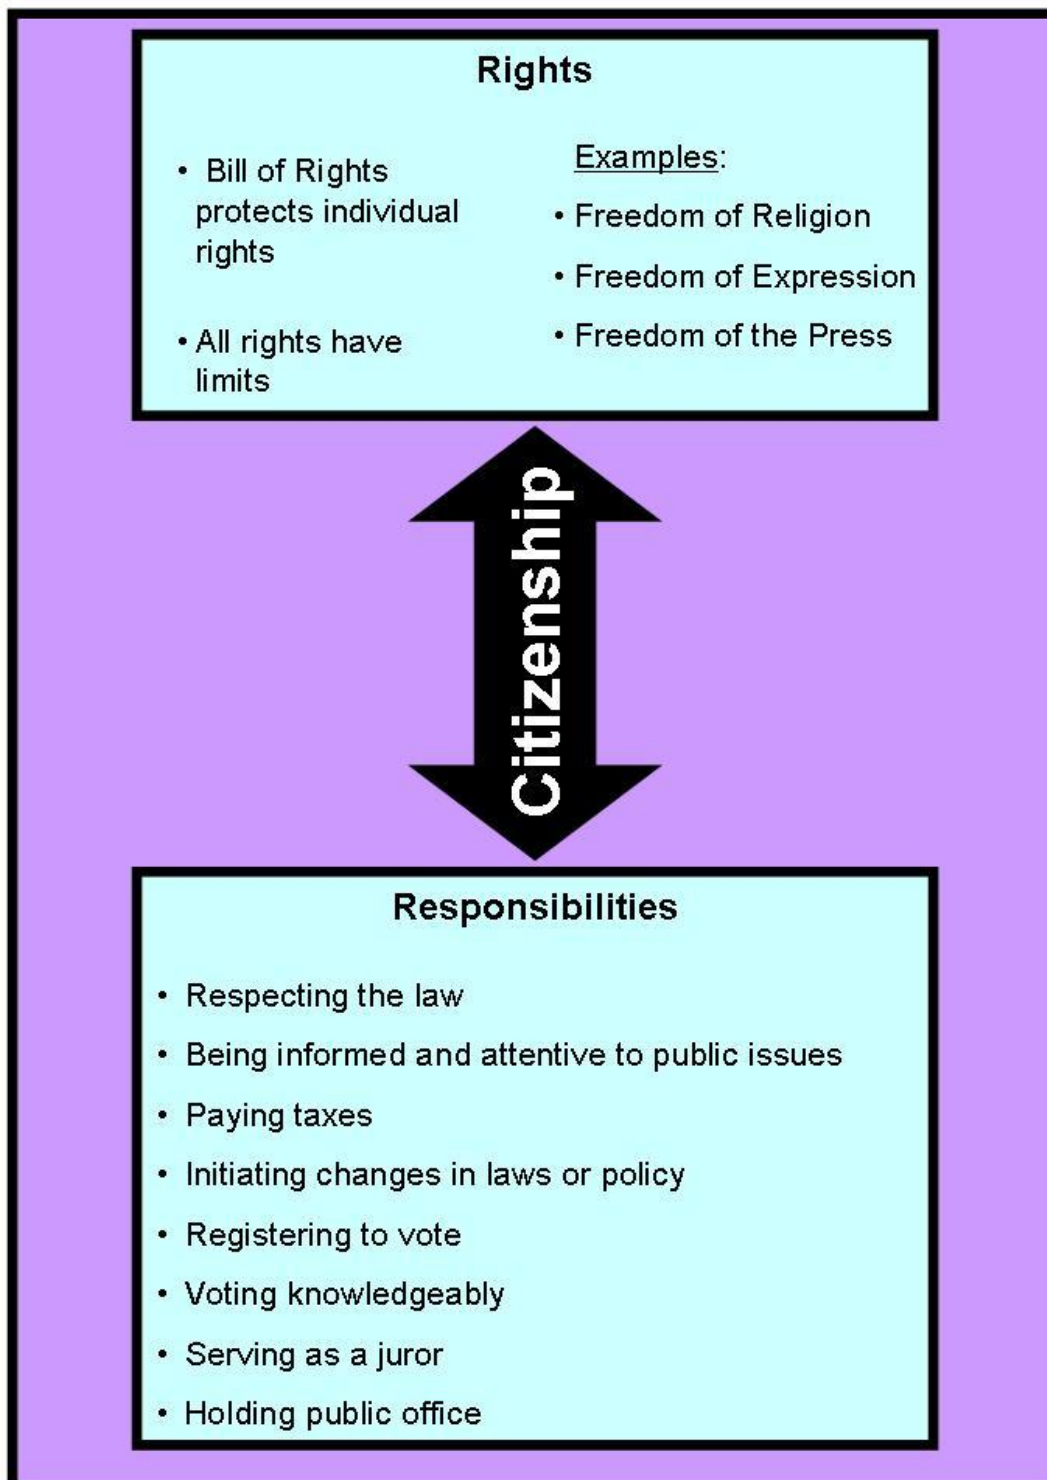 Rights
• Bill of Rights
protects individual
rights
• All rights have
limits
Examples:
• Freedom of Religion
• Freedom of Expression
• Freedom of the Press
Citizenship
Responsibilities
• Respecting the law
• Being informed and attentive to public issues
• Paying taxes
• Initiating changes in laws or policy
• Registering to vote
• Voting knowledgeably
• Serving as a juror
• Holding public office